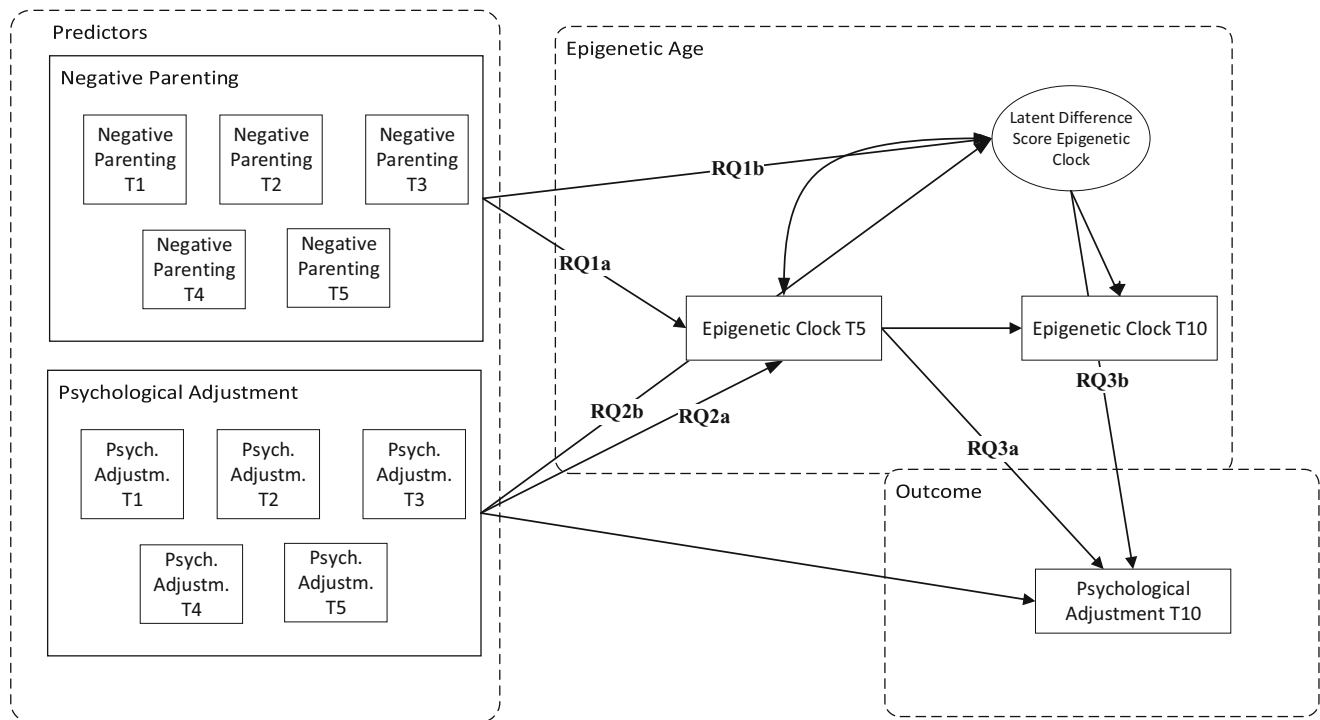 Predictors
Negative Parenting
Negative
Parenting
T1
Negative
Parenting
T2
Negative
Parenting
T3
Negative
Parenting
T4
Negative
Parenting
T5
Psychological Adjustment
Psych.
Adjustm.
T1
Psych.
Adjustm.
T2
Psych.
Adjustm.
T3
Psych.
Adjustm.
T4
Psych.
Adjustm.
T5
Epigenetic Age
Latent Difference
Score Epigenetic
Clock
RQ1b
RQ1a
Epigenetic Clock T5
Epigenetic Clock T10
RQ2b
RQ2a
RQ3b
RQ3a
Outcome
Psychological
Adjustment T10